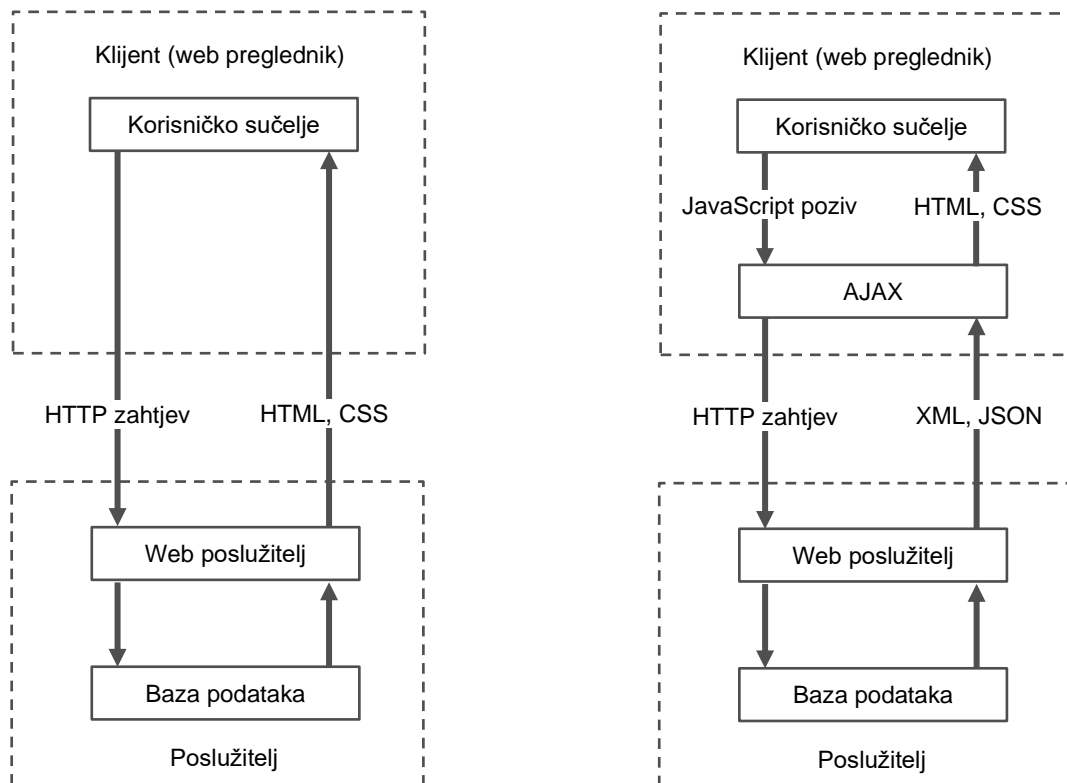 Klijent (web preglednik)
Korisničko sučelje
HTTP zahtjev
HTML, CSS
Web poslužitelj
Baza podataka
Poslužitelj
Klijent (web preglednik)
Korisničko sučelje
JavaScript poziv
HTML, CSS
AJAX
HTTP zahtjev
XML, JSON
Web poslužitelj
Baza podataka
Poslužitelj